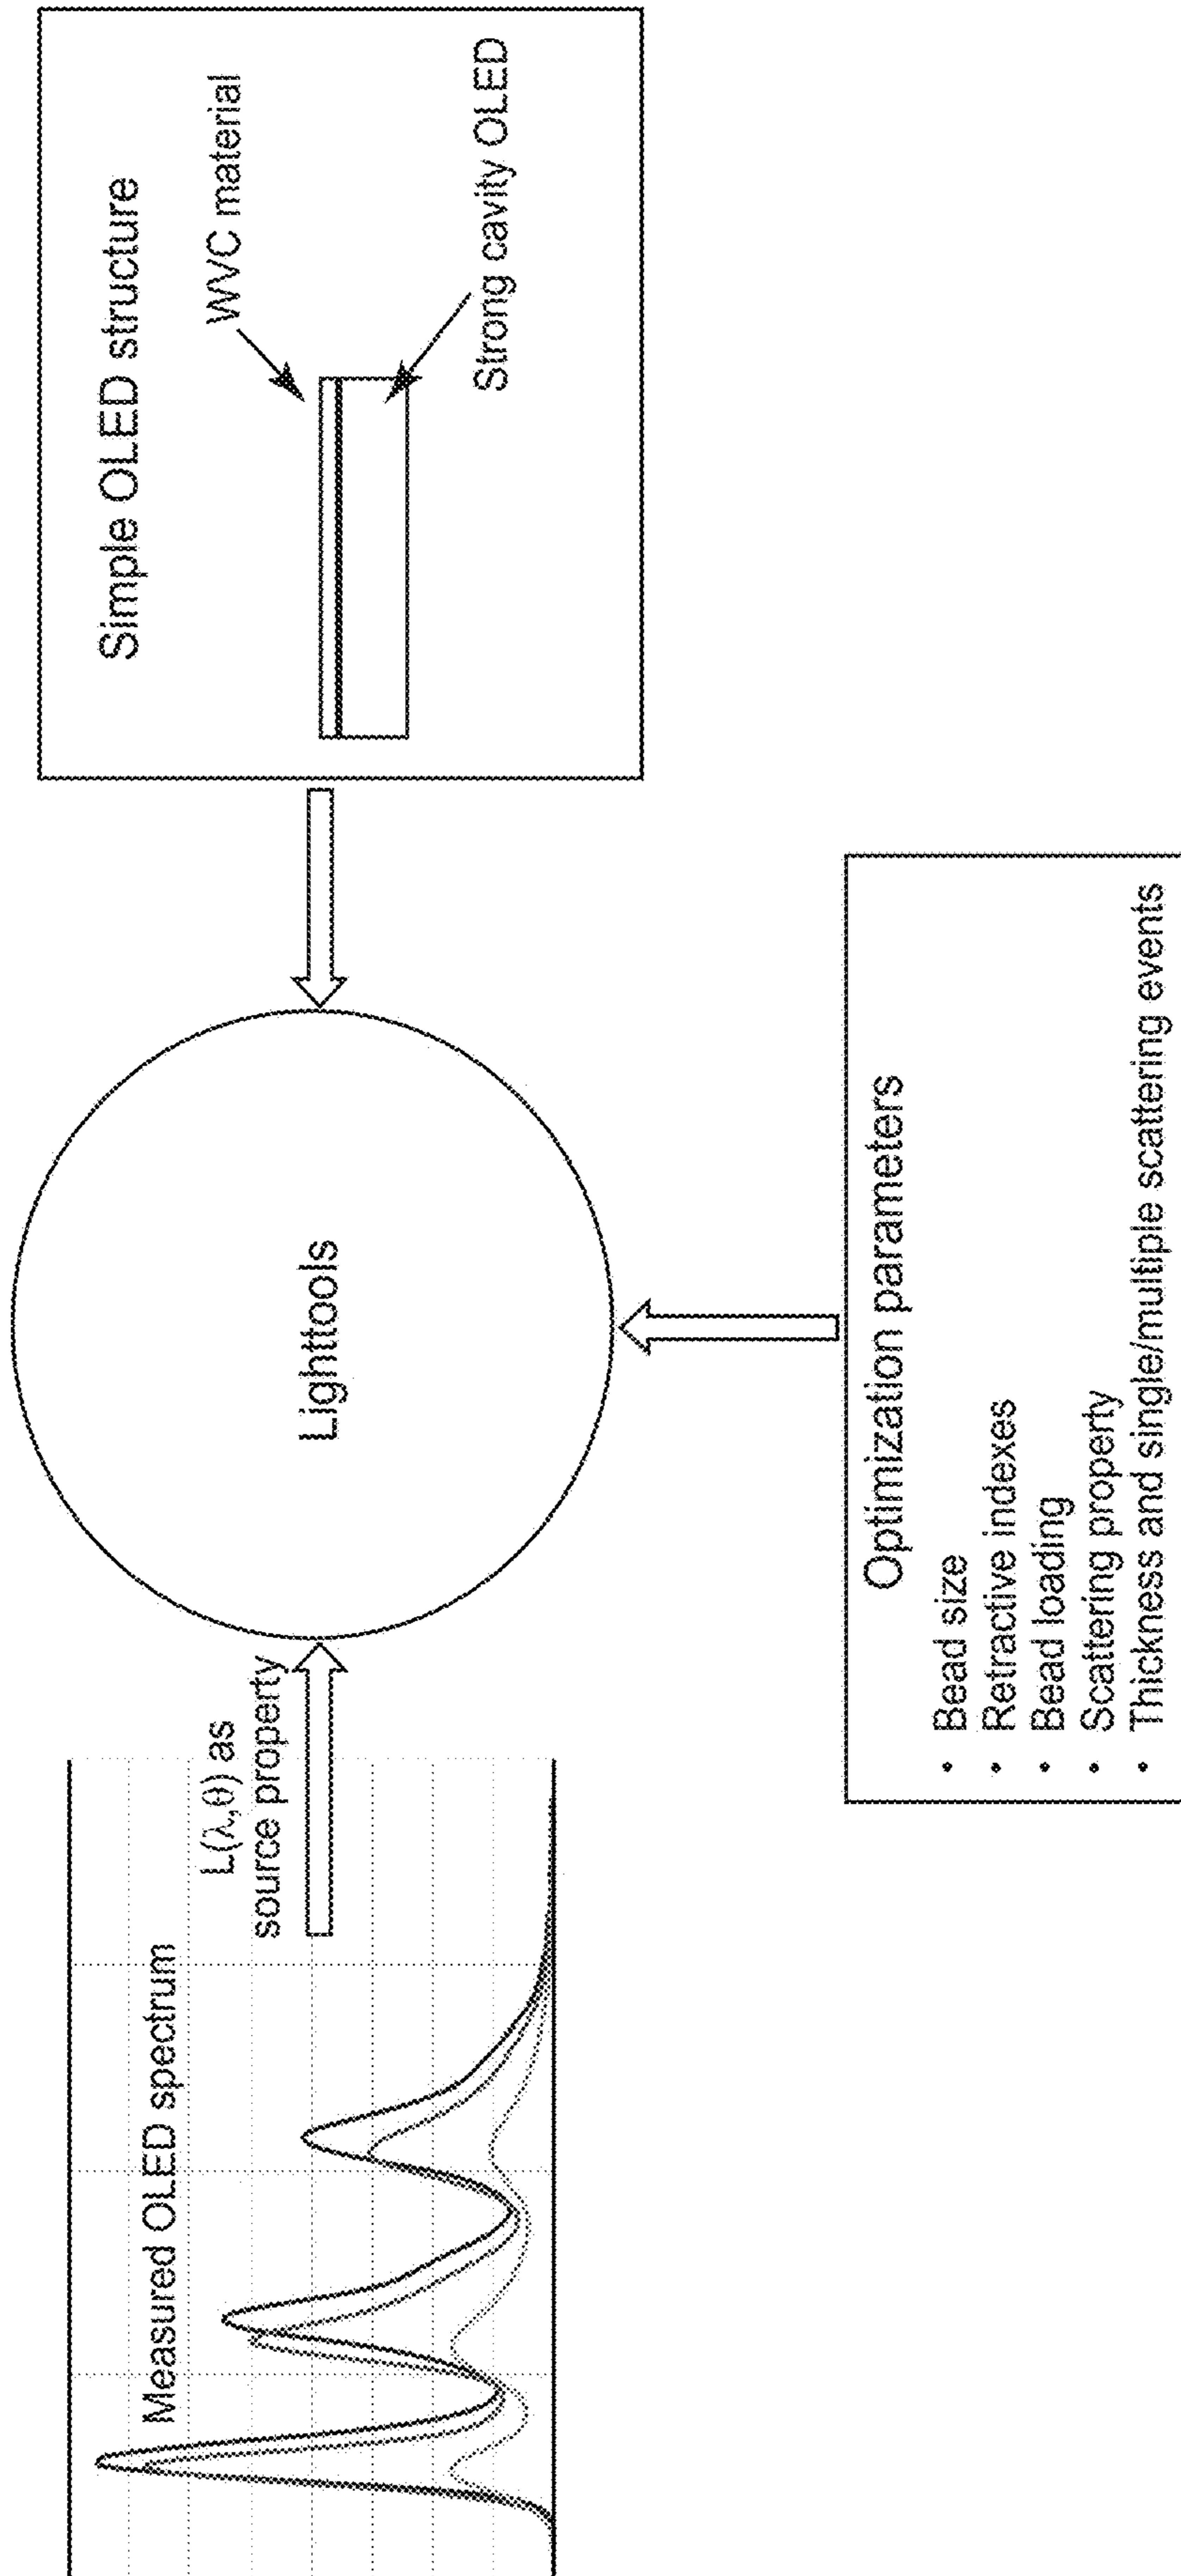 Measured OLED spectrum
L(λ,θ) as
source property
Lighttools
Simple OLED structure
WVC material
Strong cavity OLED
Optimization parameters
• Bead size
• Retractive indexes
• Bead loading
• Scattering property
• Thickness and single/multiple scattering events